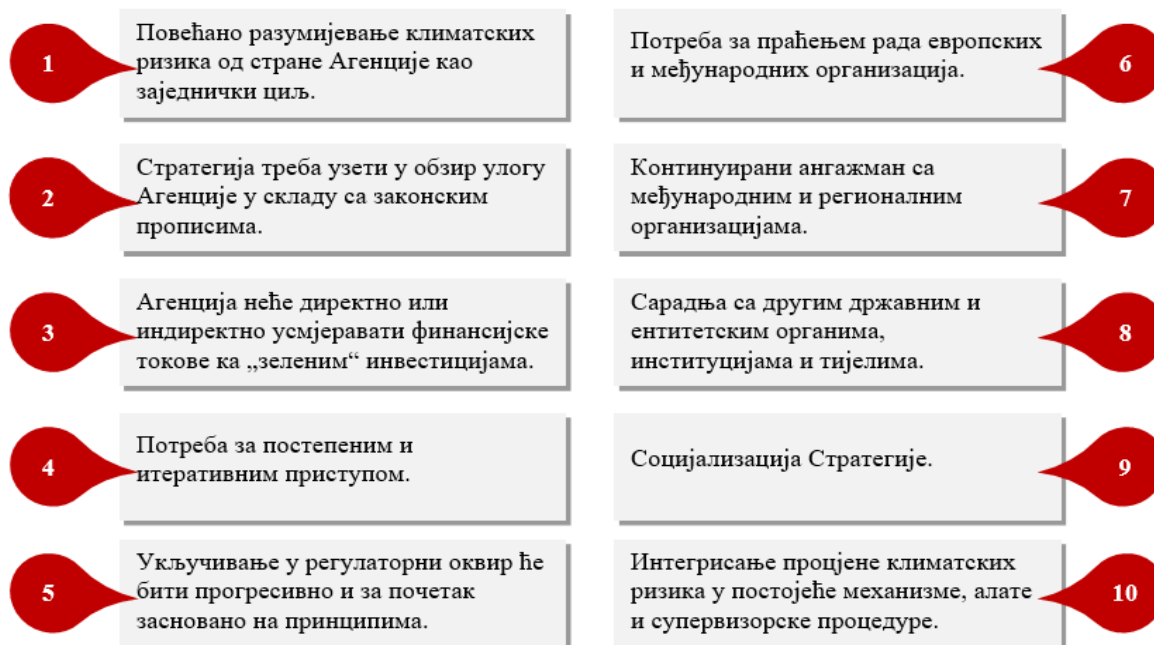 1
Повећано разумијевање климатских
ризика од стране Агенције као
заједнички циљ.
2
Стратегија треба узети у обзир улогу
Агенције у складу са законским
прописима.
3
Агенција неће директно или
индиректно усмјеравати финансијске
токове ка „зеленим“ инвестицијама.
4
Потреба за постепеним и
итеративним приступом.
5
Укључивање у регулаторни оквир ће
бити прогресивно и за почетак
засновано на принципима.
Потреба за праћењем рада европских
и међународних организација.
6
Континуирани ангажман са
међународним и регионалним
организацијама.
7
Сарадња са другим државним и
ентитетским органима,
институцијама и тијелима.
8
Социјализација Стратегије.
9
Интегрисање процјене климатских
ризика у постојеће механизме, алате
и супервизорске процедуре.
10